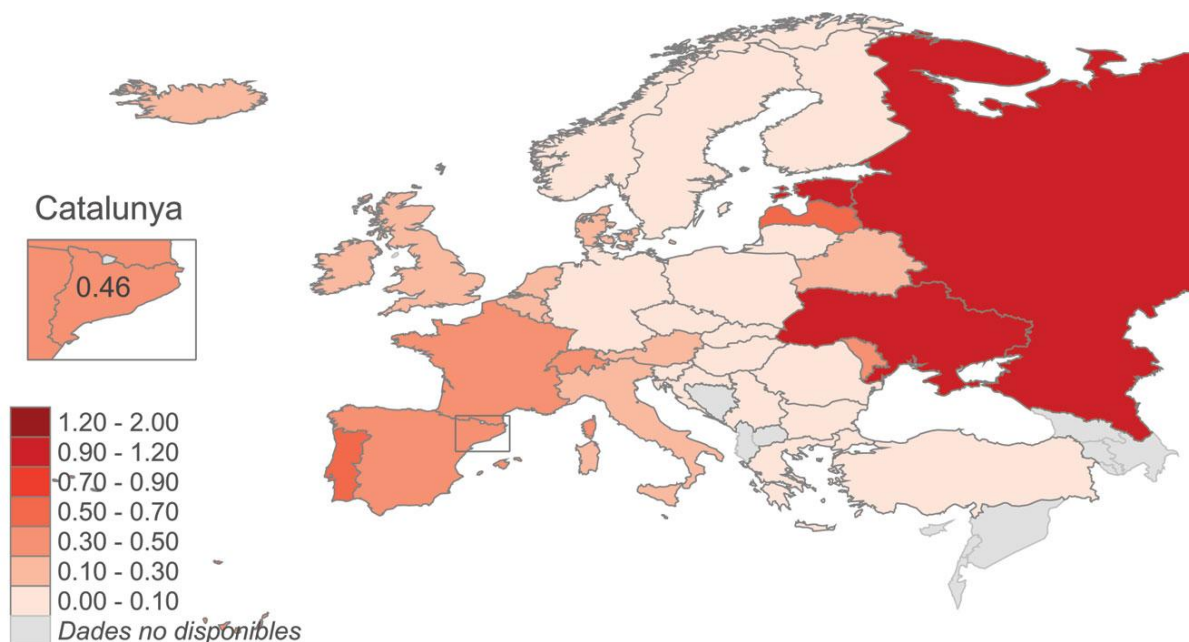 Catalunya
0.46
1.20 - 2.00
0.90 - 1.20
0.70 - 0.90
0.50 - 0.70
0.30 - 0.50
0.10 - 0.30
0.00 - 0.10
Dades no disponibles